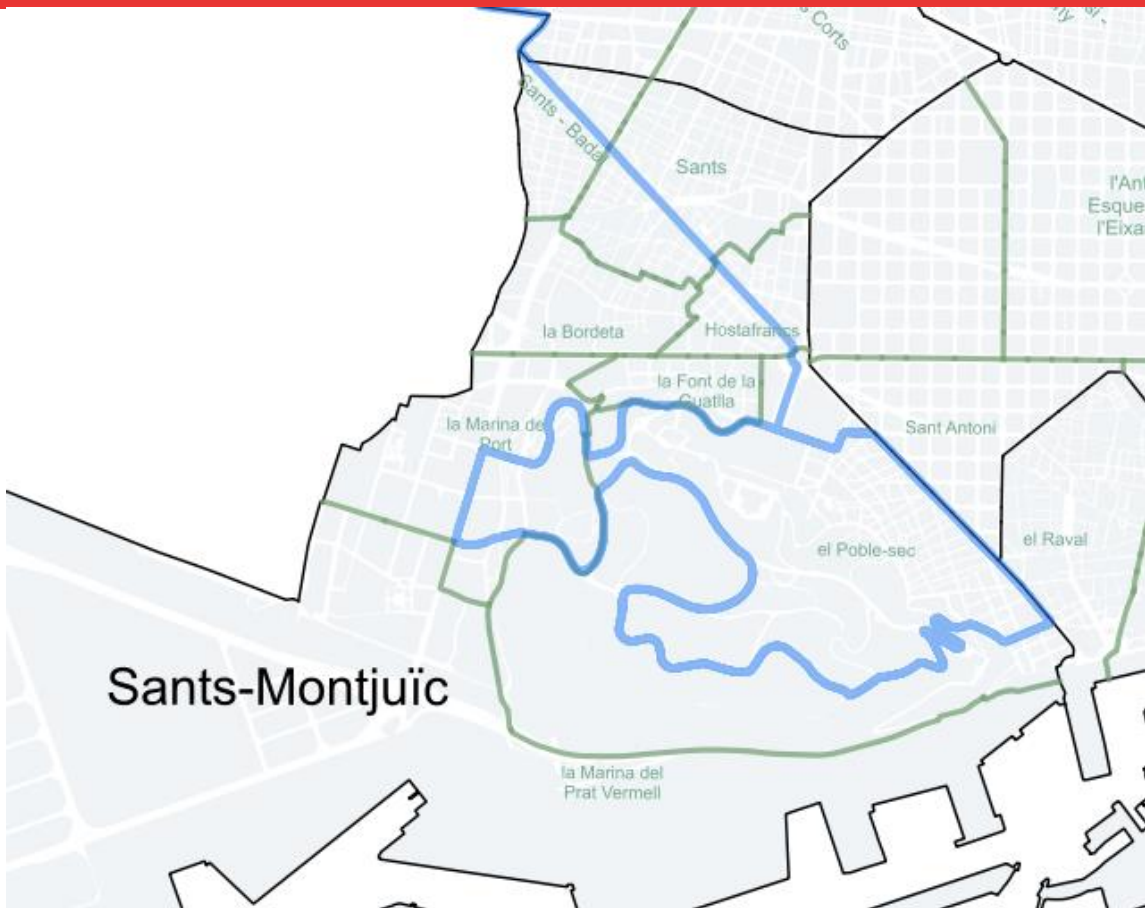 s Corts
Sants - Badal
Sants
l'Ant
Esque
l'Eixa
la Bordeta
Hostafrancs
la Font de la
Guatlla
la Marina de
Port
Sant Antoni
el Raval
el Poble-sec
Sants-Montjuïc
la Marina del
Prat Vermell